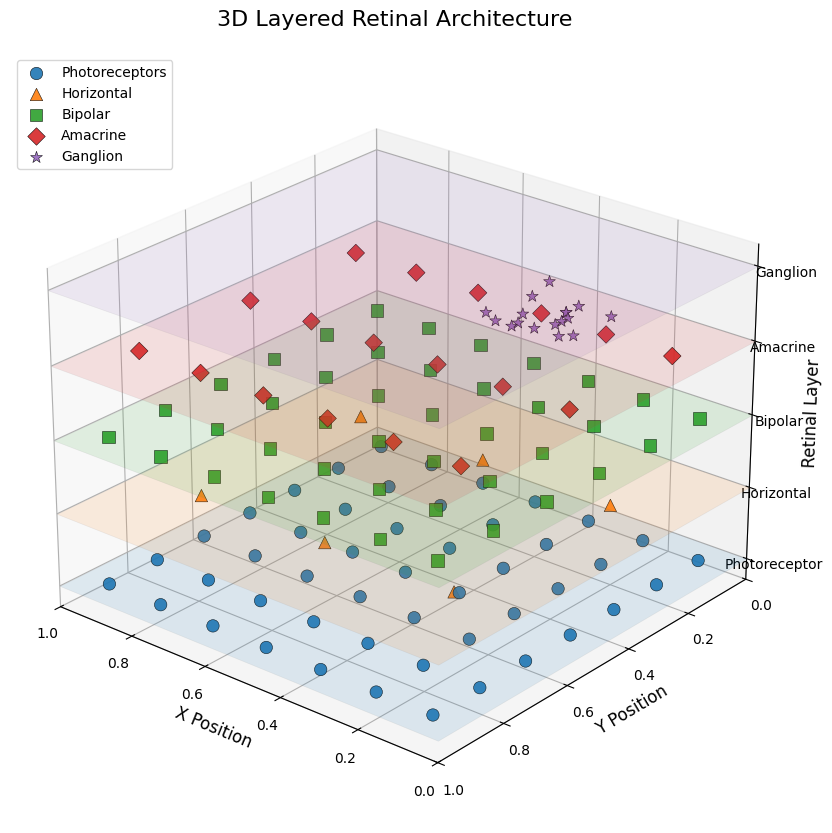 3D Layered Retinal Architecture
Photoreceptors
Horizontal
Bipolar
Amacrine
Ganglion
Ganglion
Amacrine
Bipolar
Horizontal
Photoreceptor
Retinal Layer
1.0
0.8
0.6
0.4
0.2
0.0
X Position
0.0
0.2
0.4
0.6
0.8
1.0
Y Position